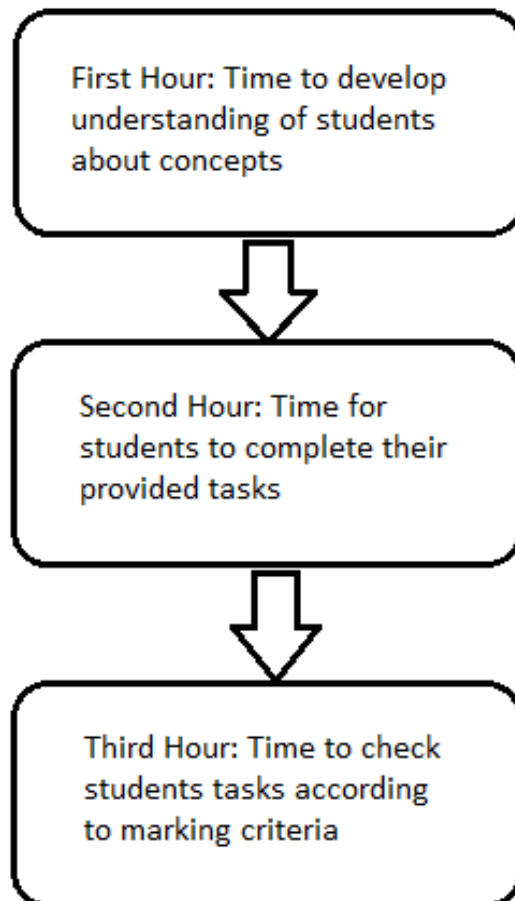 First Hour: Time to develop
understanding of students
about concepts
Second Hour: Time for
students to complete their
provided tasks
Third Hour: Time to check
students tasks according
to marking criteria